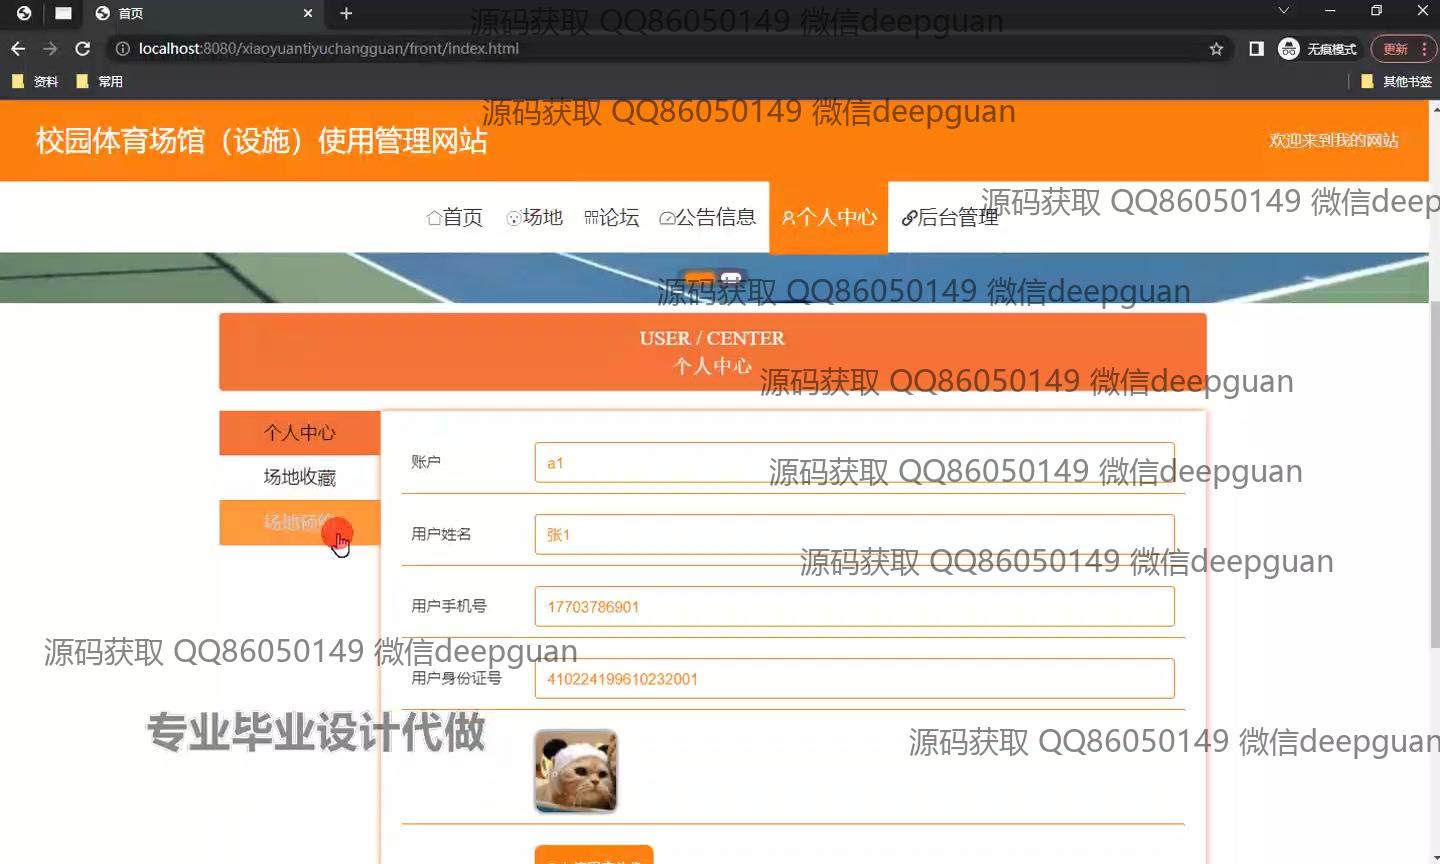 首页
localhost:8080/xiaoyuantiyuchangguan/front/index.html
无痕模式
更新
资料
常用
其他书签
源码获取 QQ86050149 微信deepguan
源码获取 QQ86050149 微信deepguan
校园体育场馆（设施）使用管理网站
欢迎来到我的网站
首页
场地
论坛
公告信息
个人中心
后台管理
源码获取 QQ86050149 微信deep
源码获取 QQ86050149 微信deepguan
USER / CENTER
个人中心
源码获取 QQ86050149 微信deepguan
个人中心
场地收藏
场地预约
账户
a1
源码获取 QQ86050149 微信deepguan
用户姓名
张1
源码获取 QQ86050149 微信deepguan
用户手机号
17703786901
源码获取 QQ86050149 微信deepguan
用户身份证号
410224199610232001
专业毕业设计代做
源码获取 QQ86050149 微信deepguan